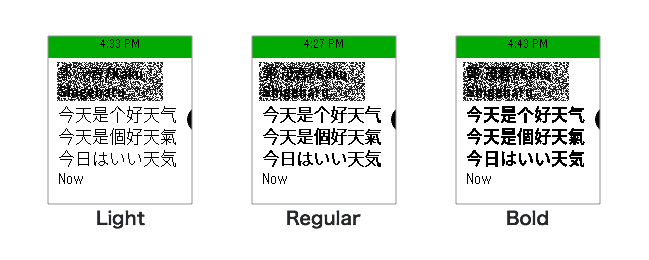 4:33 PM
今天是个好天气
今天是個好天氣
今日はいい天気
Now
Light
4:27 PM
今天是个好天气
今天是個好天氣
今日はいい天気
Now
Regular
4:43 PM
今天是个好天气
今天是個好天氣
今日はいい天気
Now
Bold